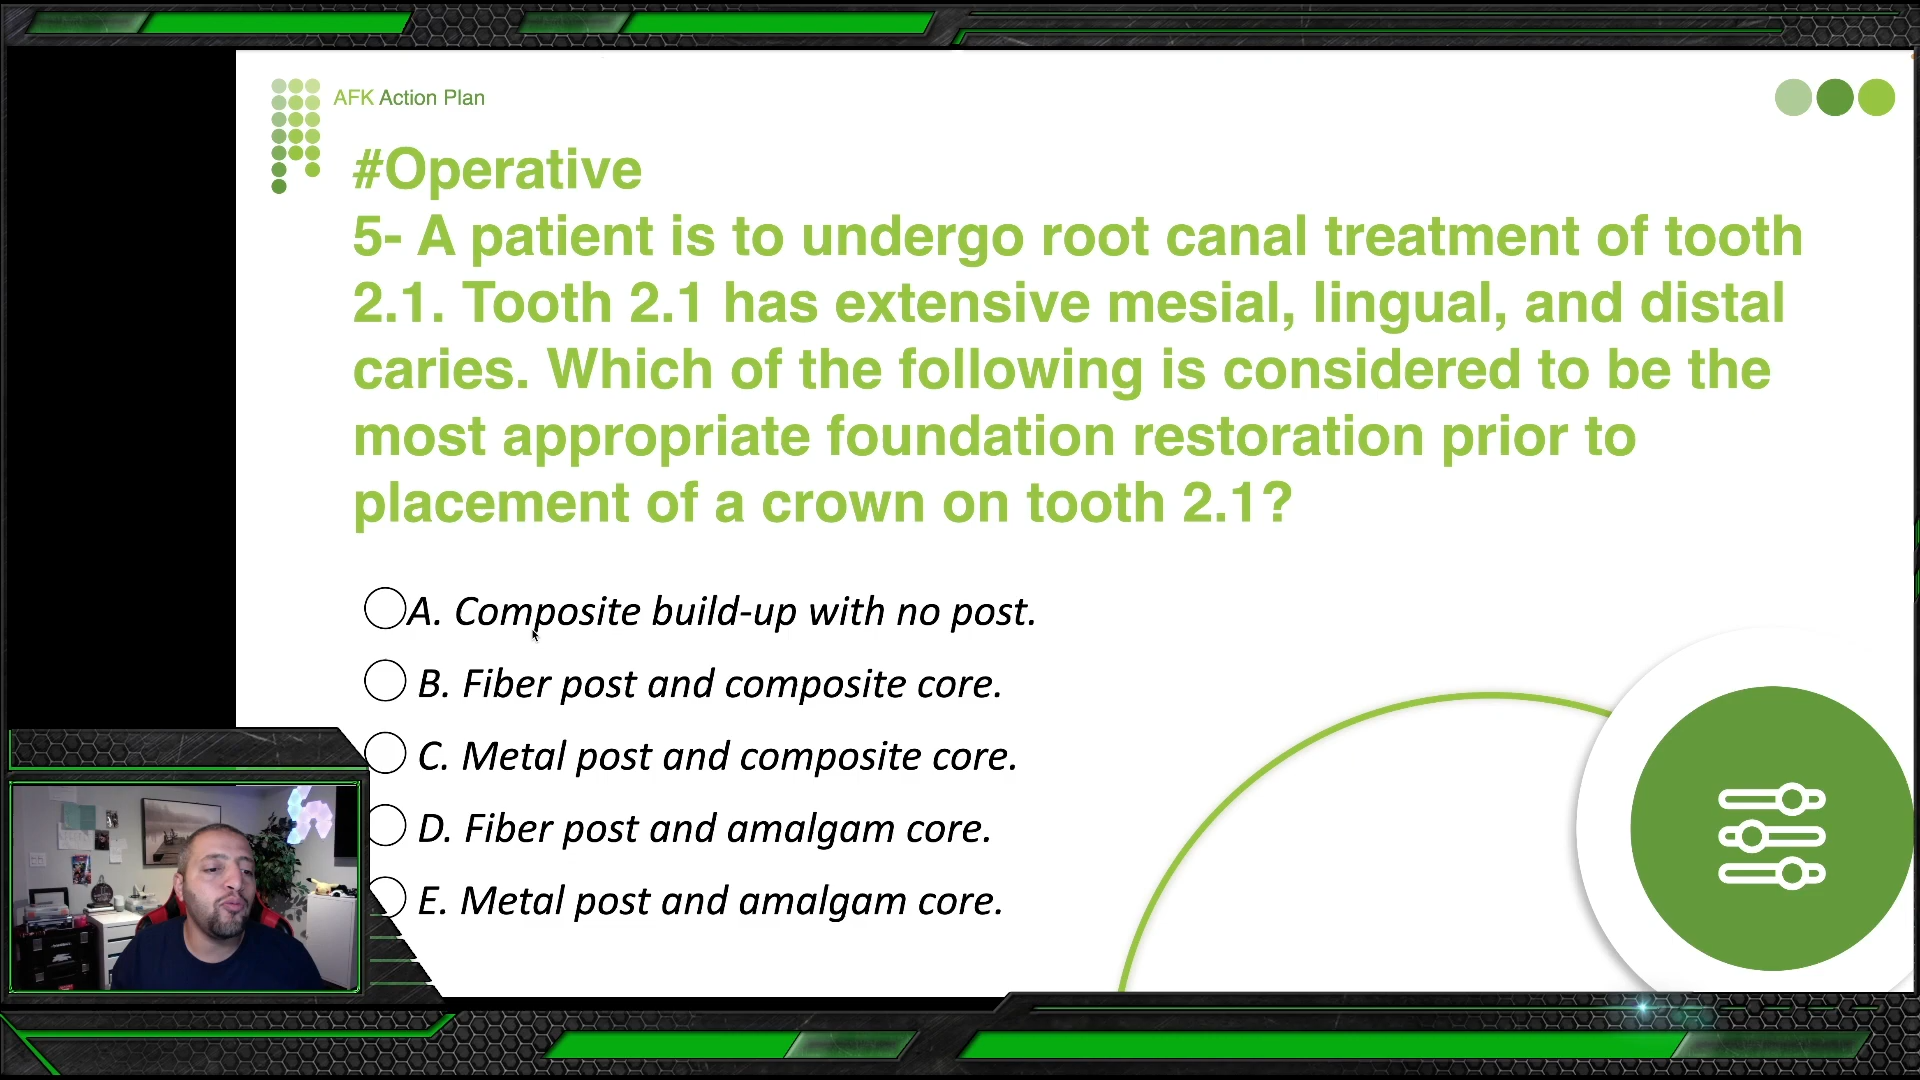 AFK Action Plan
#Operative
5- A patient is to undergo root canal treatment of tooth
2.1. Tooth 2.1 has extensive mesial, lingual, and distal
caries. Which of the following is considered to be the
most appropriate foundation restoration prior to
placement of a crown on tooth 2.1?
A. Composite build-up with no post.
B. Fiber post and composite core.
C. Metal post and composite core.
D. Fiber post and amalgam core.
E. Metal post and amalgam core.